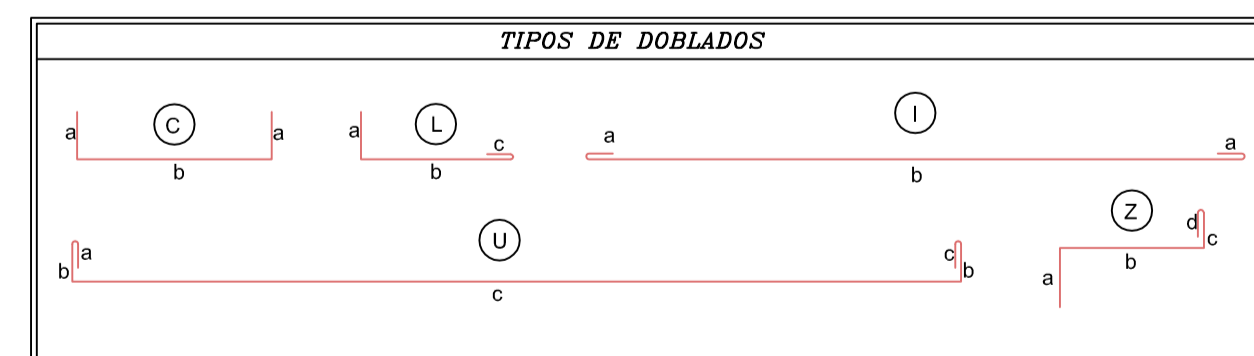 TIPOS DE DOBLADOS
a C a
b
a L c
b
a I a
b
b a U c b
c
Z
a b c d